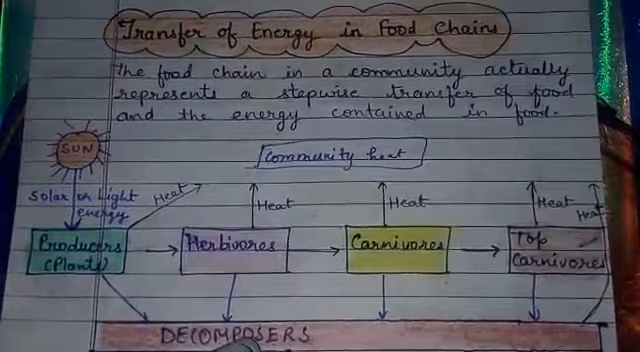 Transfer of Energy in Food Chains
The food chain in a community actually
represents a stepwise transfer of food
and the energy contained in food.
SUN
Community heat
Solar or Light
energy
Heat
Heat
Heat
Heat
Heat
Producers
(Plants)
Herbivores
Carnivores
Top
Carnivores
DECOMPOSERS